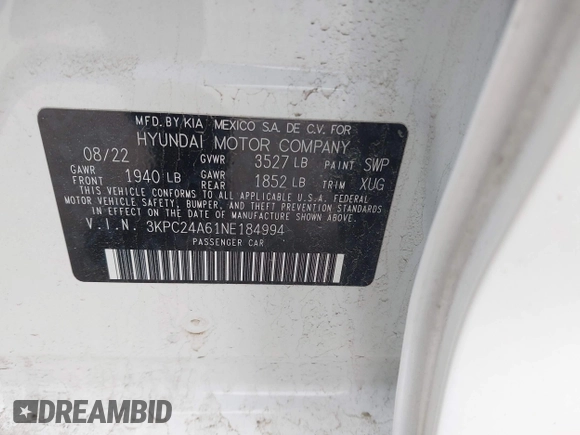 MFD. BY KIA MEXICO S.A. DE C.V. FOR
HYUNDAI MOTOR COMPANY
08/22 GVWR 3527 LB PAINT SWP
GAWR FRONT 1940 LB GAWR REAR 1852 LB TRIM XUG
THIS VEHICLE CONFORMS TO ALL APPLICABLE U.S.A. FEDERAL
MOTOR VEHICLE SAFETY, BUMPER, AND THEFT PREVENTION STANDARDS
IN EFFECT ON THE DATE OF MANUFACTURE SHOWN ABOVE.
V.I.N. 3KPC24A61NE184994
PASSENGER CAR
DREAMBID